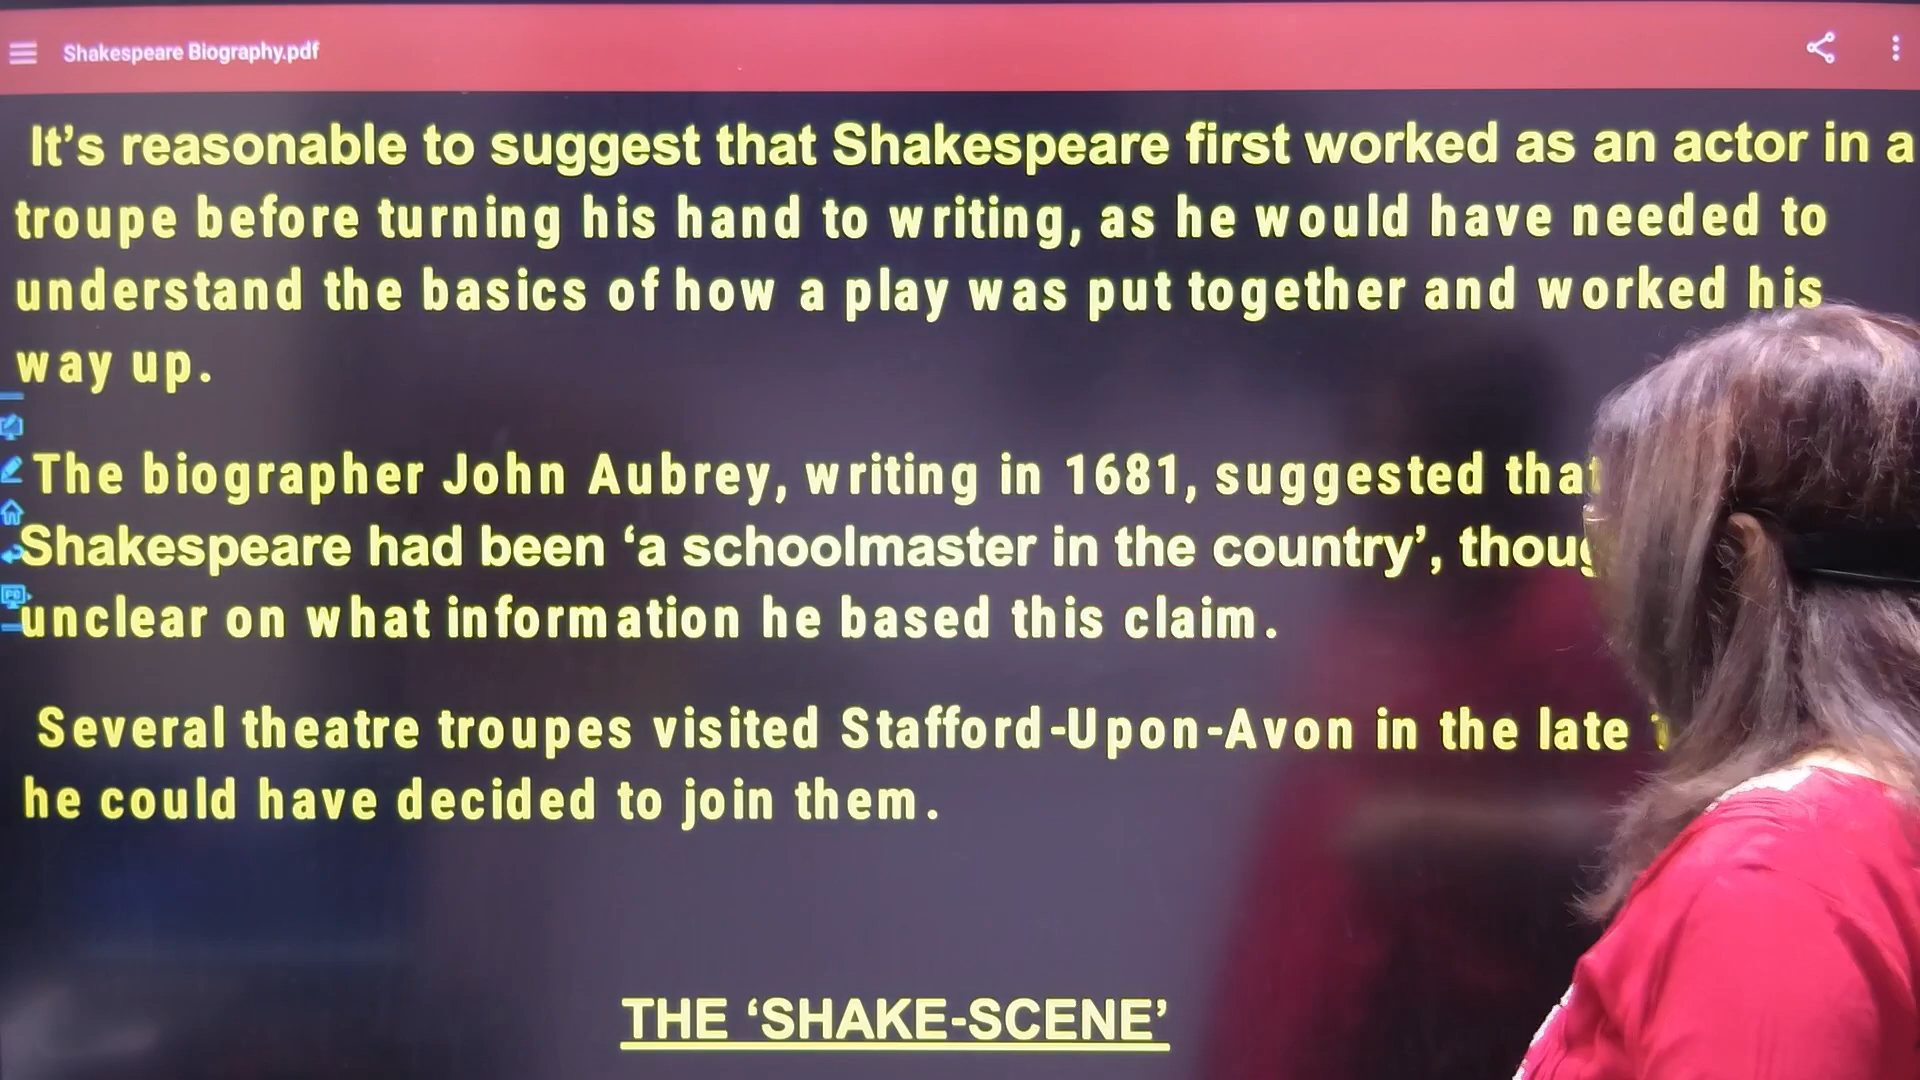 Shakespeare Biography.pdf
It's reasonable to suggest that Shakespeare first worked as an actor in a
troupe before turning his hand to writing, as he would have needed to
understand the basics of how a play was put together and worked his
way up.
The biographer John Aubrey, writing in 1681, suggested that
Shakespeare had been ‘a schoolmaster in the country’,
unclear on what information he based this claim.
Several theatre troupes visited Stafford-Upon-Avon in the late
he could have decided to join them.
THE ‘SHAKE-SCENE’